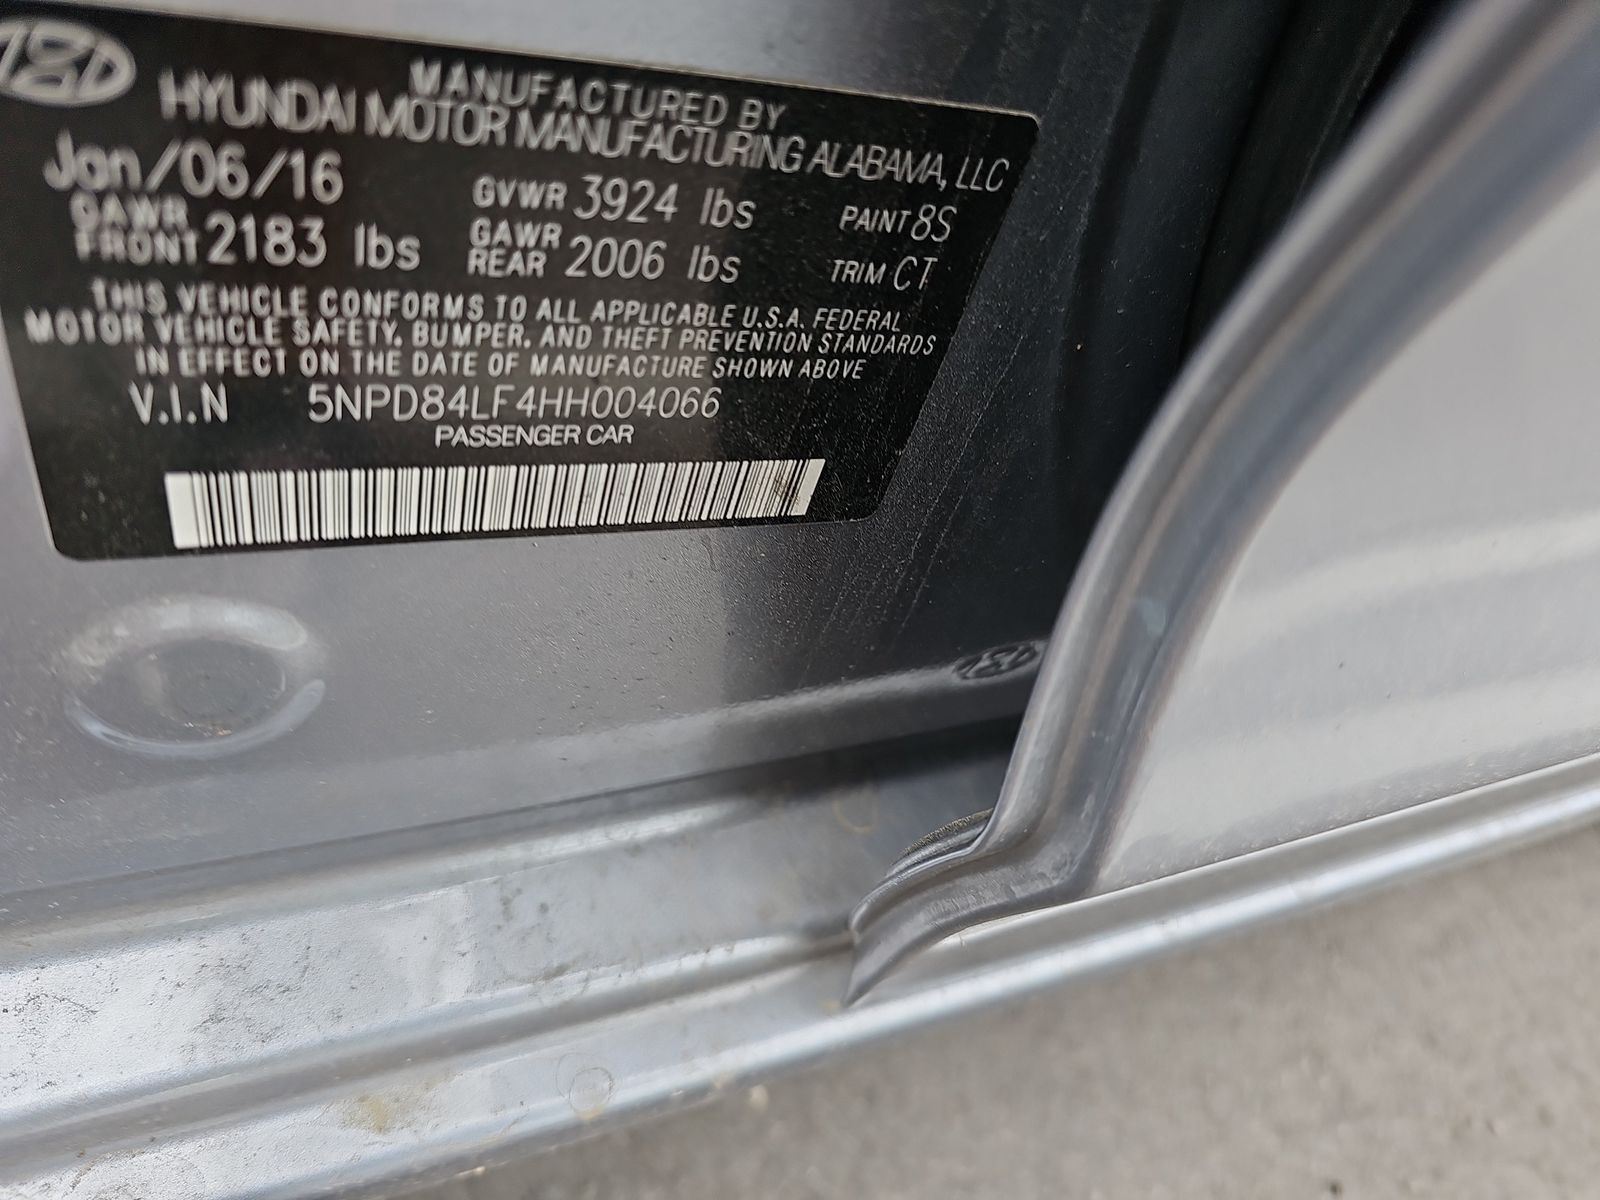 MANUFACTURED BY
HYUNDAI MOTOR MANUFACTURING ALABAMA, LLC
Jan/06/16 GVWR 3924 lbs PAINT 8S
GAWR FRONT 2183 lbs GAWR REAR 2006 lbs TRIM CT
THIS VEHICLE CONFORMS TO ALL APPLICABLE U.S.A. FEDERAL
MOTOR VEHICLE SAFETY, BUMPER, AND THEFT PREVENTION STANDARDS
IN EFFECT ON THE DATE OF MANUFACTURE SHOWN ABOVE
V.I.N 5NPD84LF4HH004066
PASSENGER CAR